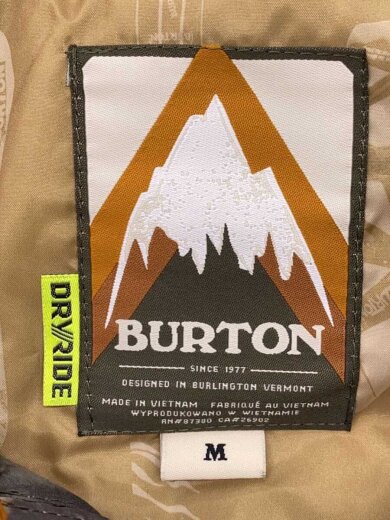 BURTON
SINCE 1977
DESIGNED IN BURLINGTON VERMONT
MADE IN VIETNAM FABRIQUÉ AU VIETNAM
WYPRODUKOWANO W WIETNAMIE
RN#87380 CA#26902
M
DRY//RIDE